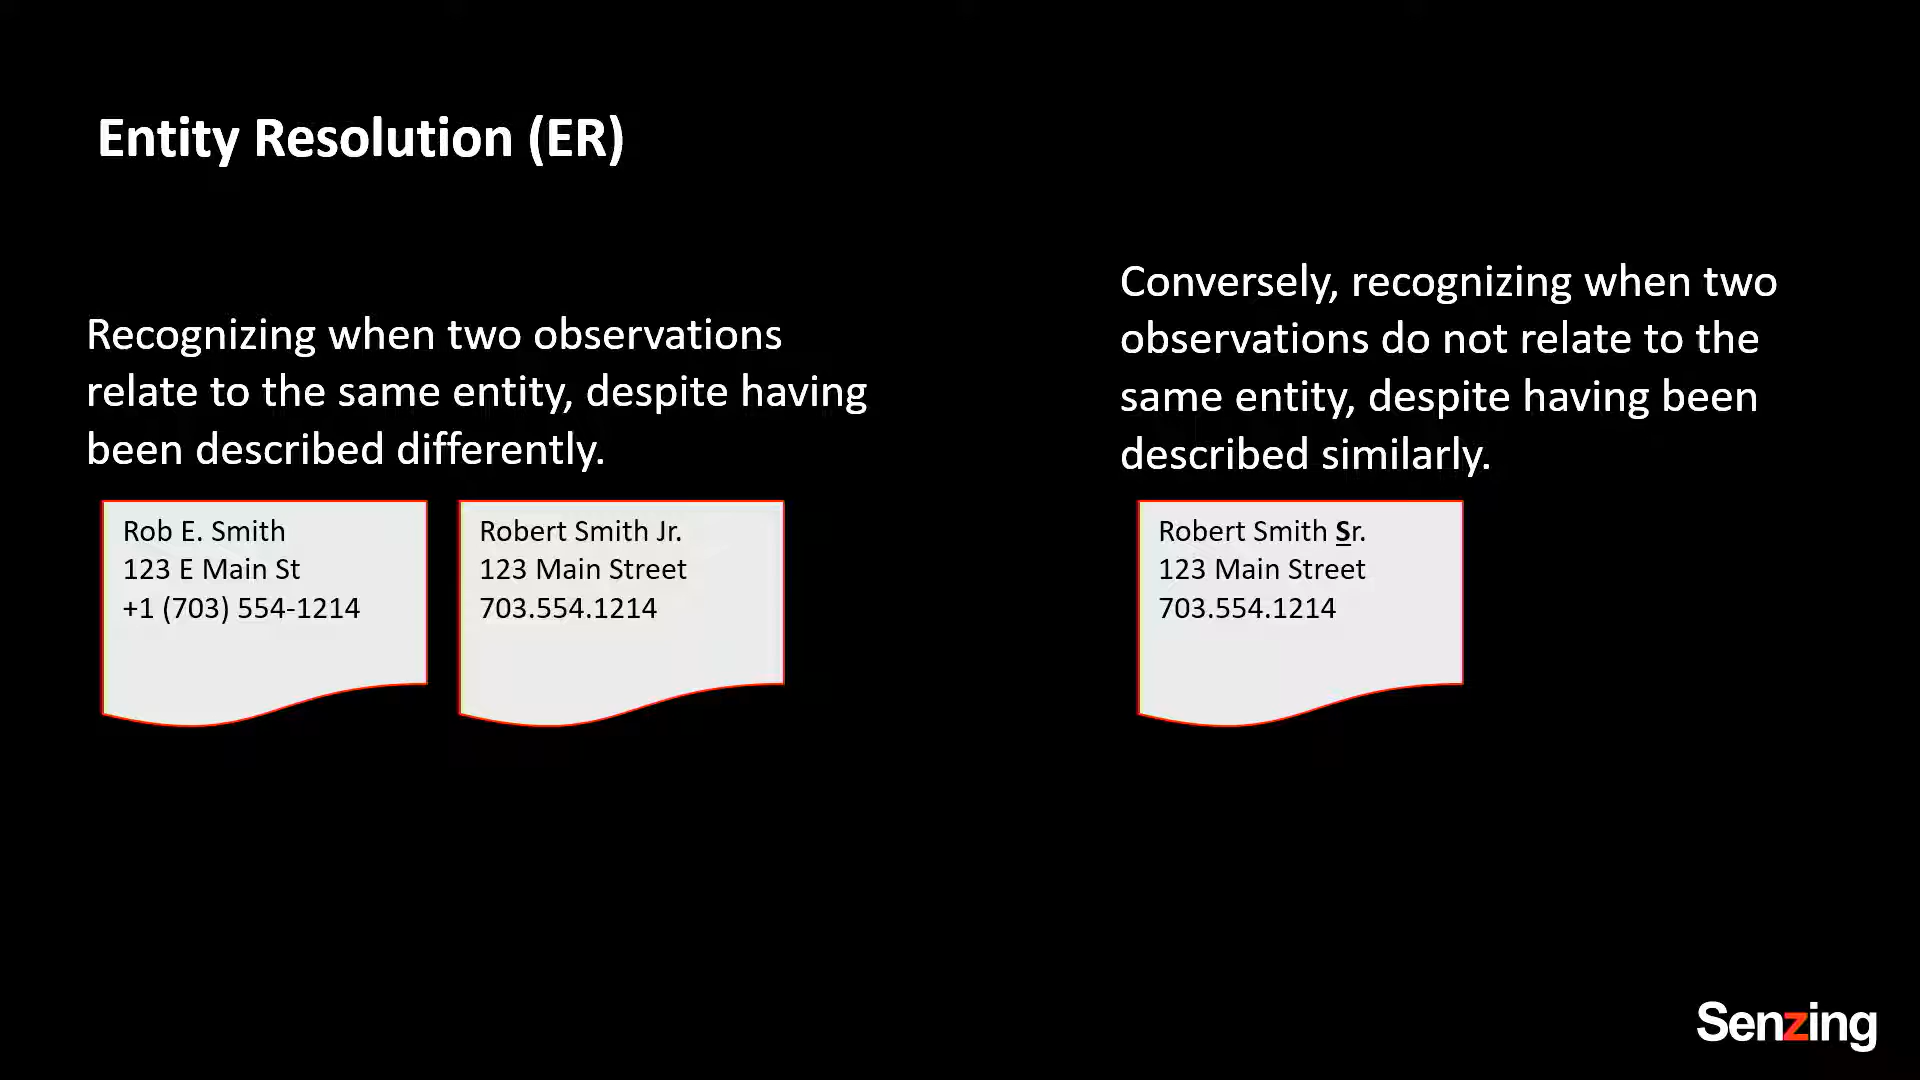 Entity Resolution (ER)
Recognizing when two observations
relate to the same entity, despite having
been described differently.
Rob E. Smith
123 E Main St
+1 (703) 554-1214
Robert Smith Jr.
123 Main Street
703.554.1214
Conversely, recognizing when two
observations do not relate to the
same entity, despite having been
described similarly.
Robert Smith Sr.
123 Main Street
703.554.1214
Senzing